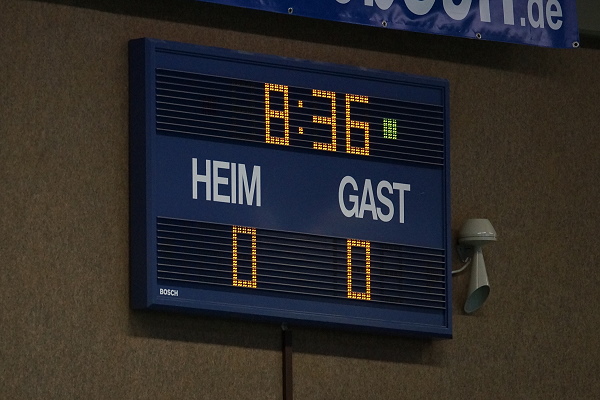 .de
8:36
HEIM GAST
0 0
BOSCH